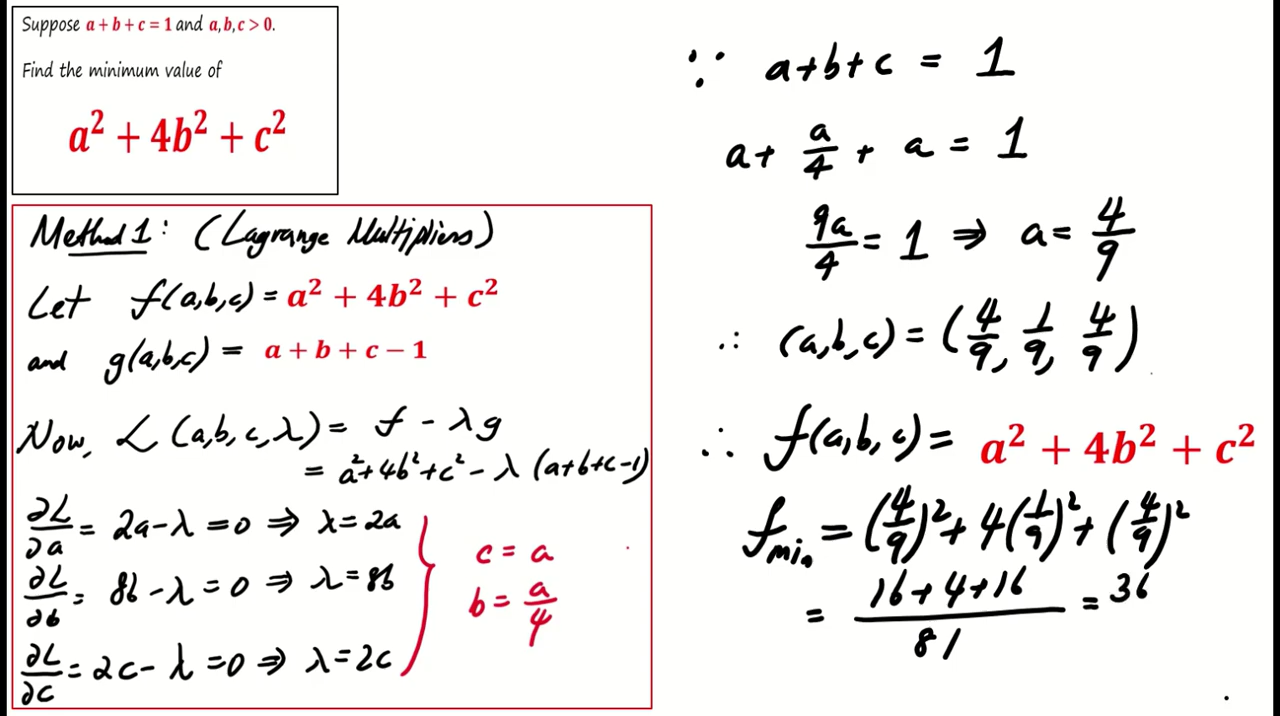 Suppose a + b + c = 1 and a, b, c > 0.
Find the minimum value of
a² + 4b² + c²
Method 1: (Lagrange Multipliers)
Let f(a,b,c) = a² + 4b² + c²
and g(a,b,c) = a + b + c − 1
Now, L (a,b,c,λ) = f − λg
= a²+4b²+c² − λ (a+b+c−1)
∂L/∂a = 2a − λ = 0 ⇒ λ = 2a
∂L/∂b = 8b − λ = 0 ⇒ λ = 8b
∂L/∂c = 2c − λ = 0 ⇒ λ = 2c
c = a
b = a/4
∵ a+b+c = 1
a + a/4 + a = 1
9a/4 = 1 ⇒ a = 4/9
∴ (a,b,c) = (4/9, 1/9, 4/9)
∴ f(a,b,c) = a² + 4b² + c²
f min = (4/9)² + 4(1/9)² + (4/9)²
= 16+4+16/81 = 36